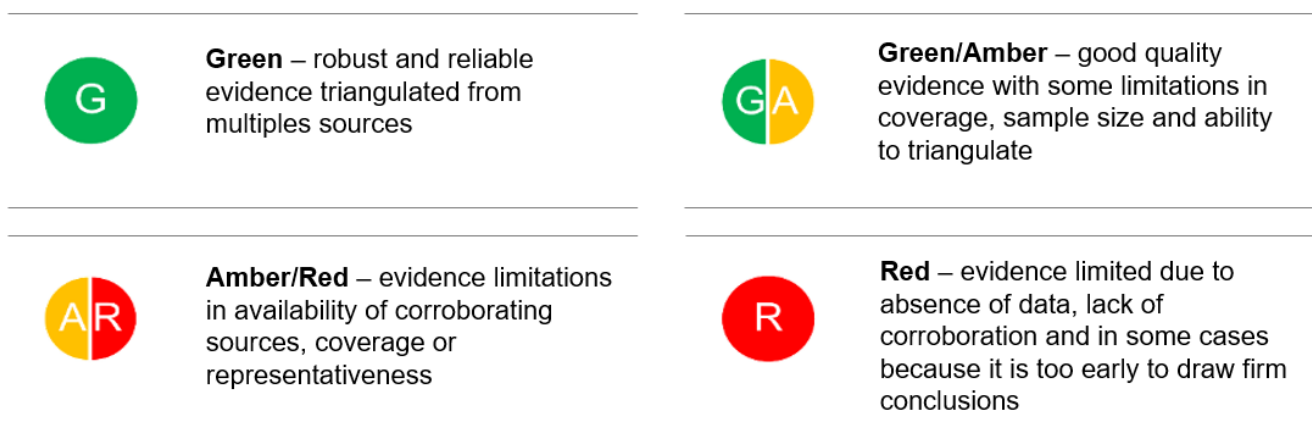 G
Green – robust and reliable
evidence triangulated from
multiples sources
GA
Green/Amber – good quality
evidence with some limitations in
coverage, sample size and ability
to triangulate
AR
Amber/Red – evidence limitations
in availability of corroborating
sources, coverage or
representativeness
R
Red – evidence limited due to
absence of data, lack of
corroboration and in some cases
because it is too early to draw firm
conclusions